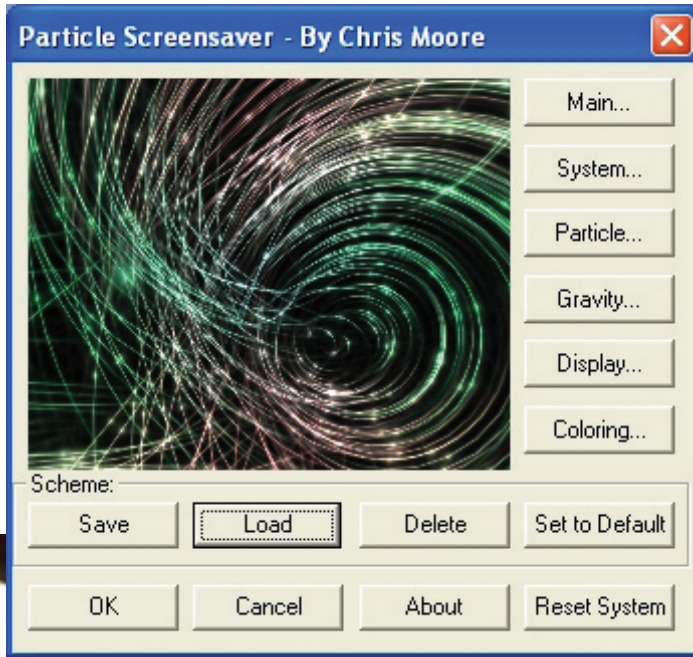 Particle Screensaver - By Chris Moore
Main...
System...
Particle...
Gravity...
Display...
Coloring...
Scheme:
Save Load Delete Set to Default
OK Cancel About Reset System